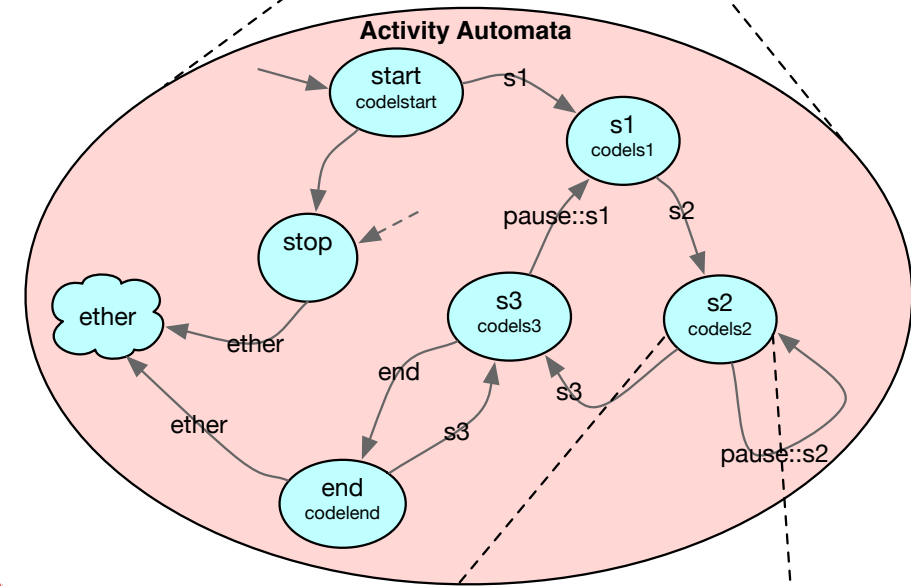 Activity Automata
start
codelstart
s1
s1
codels1
pause::s1
s2
stop
s3
codels3
s2
codels2
ether
ether
end
s3
ether
s3
pause::s2
end
codelend